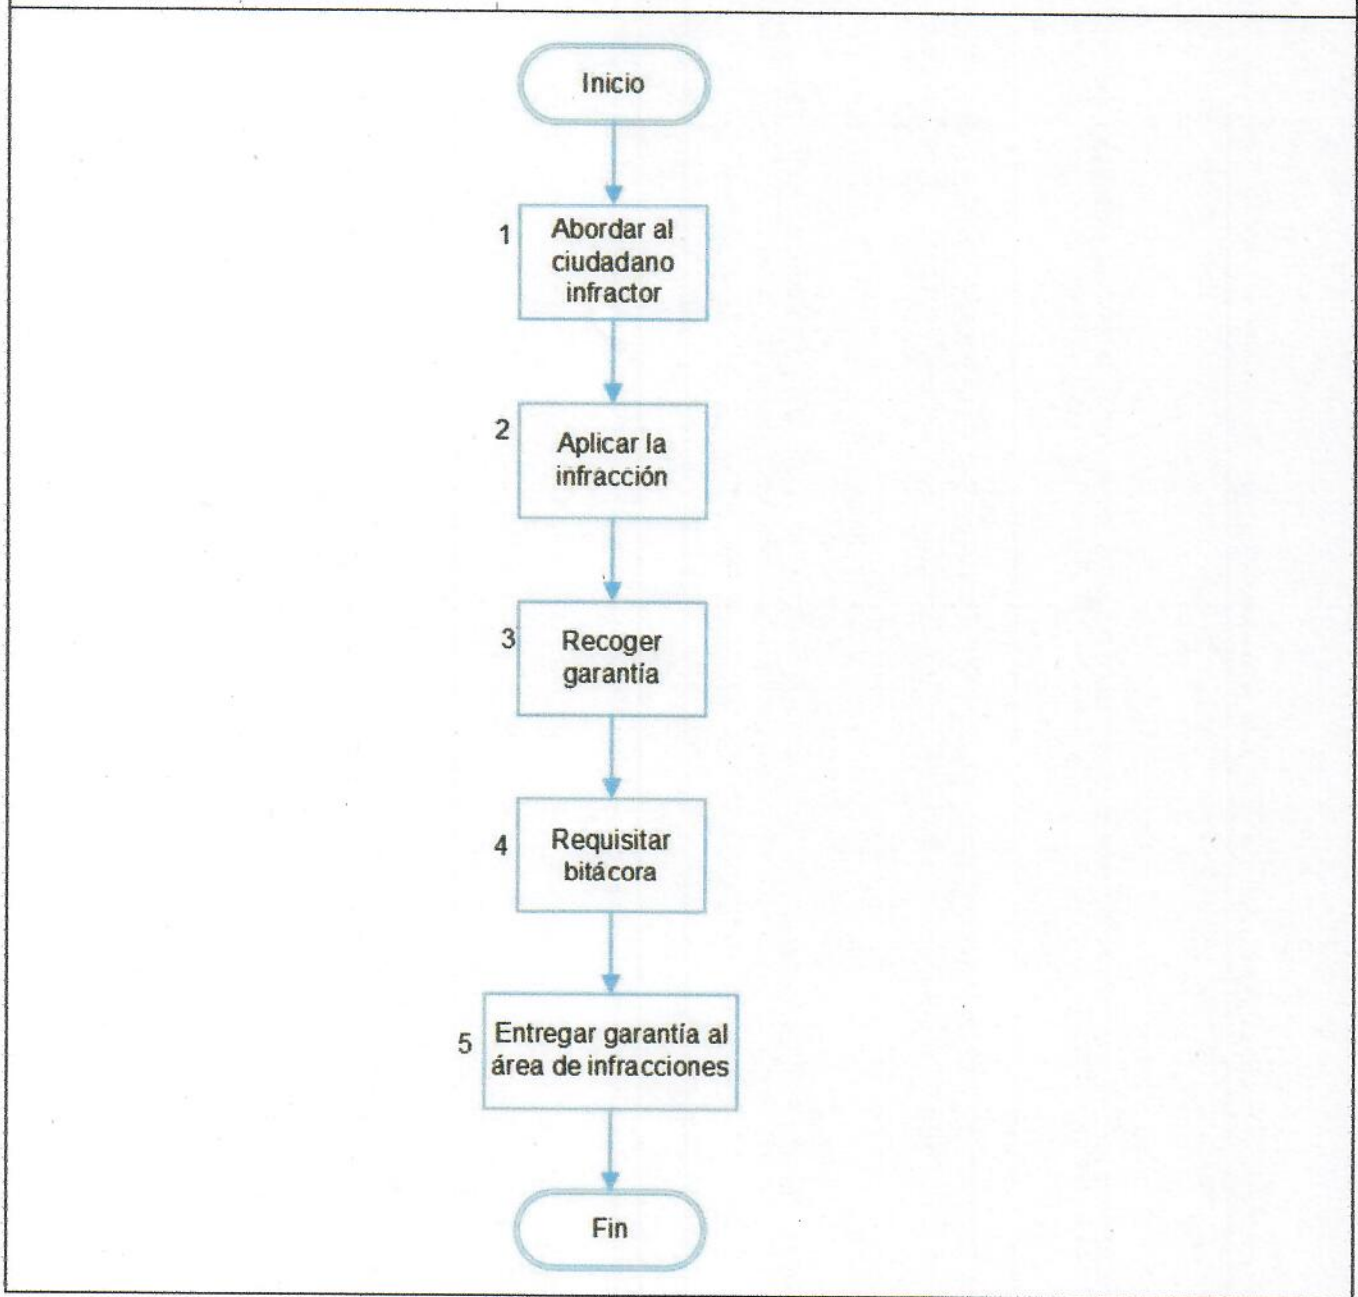 Inicio
1
Abordar al
ciudadano
infractor
2
Aplicar la
infracción
3
Recoger
garantía
4
Requisitar
bitácora
5
Entregar garantía al
área de infracciones
Fin